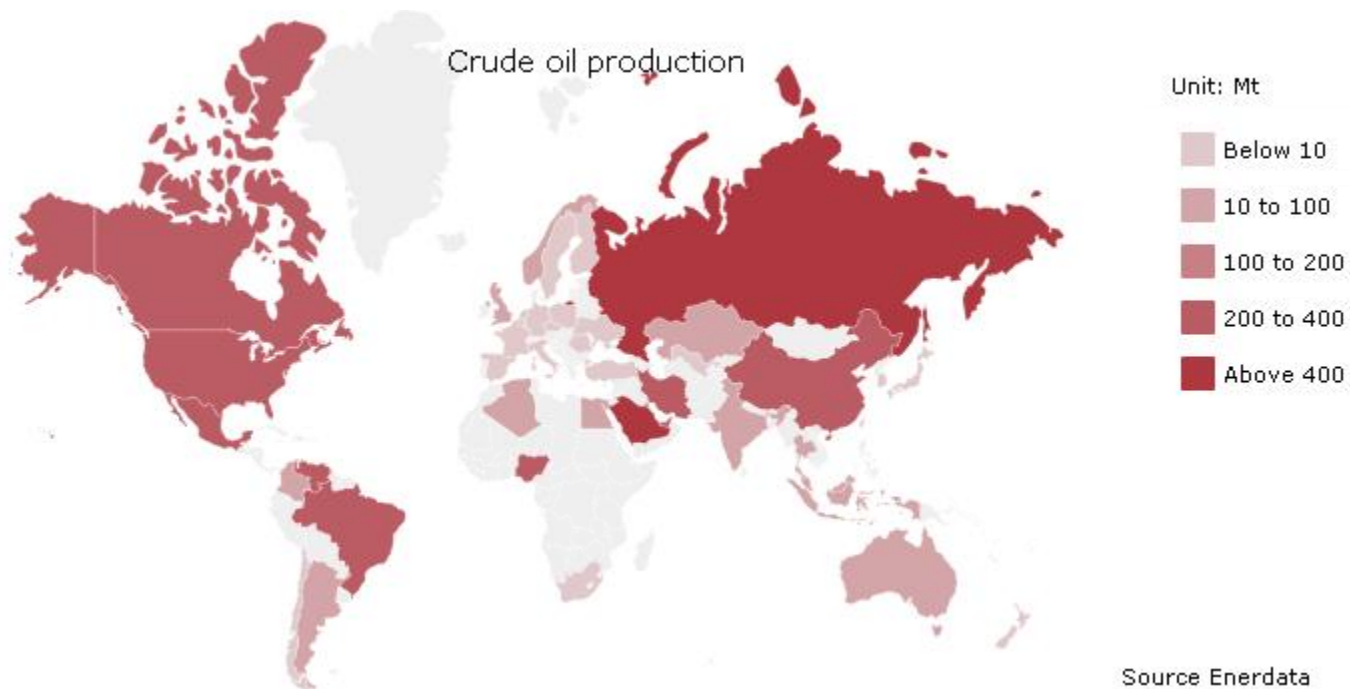 Crude oil production
Unit: Mt
Below 10
10 to 100
100 to 200
200 to 400
Above 400
Source Enerdata